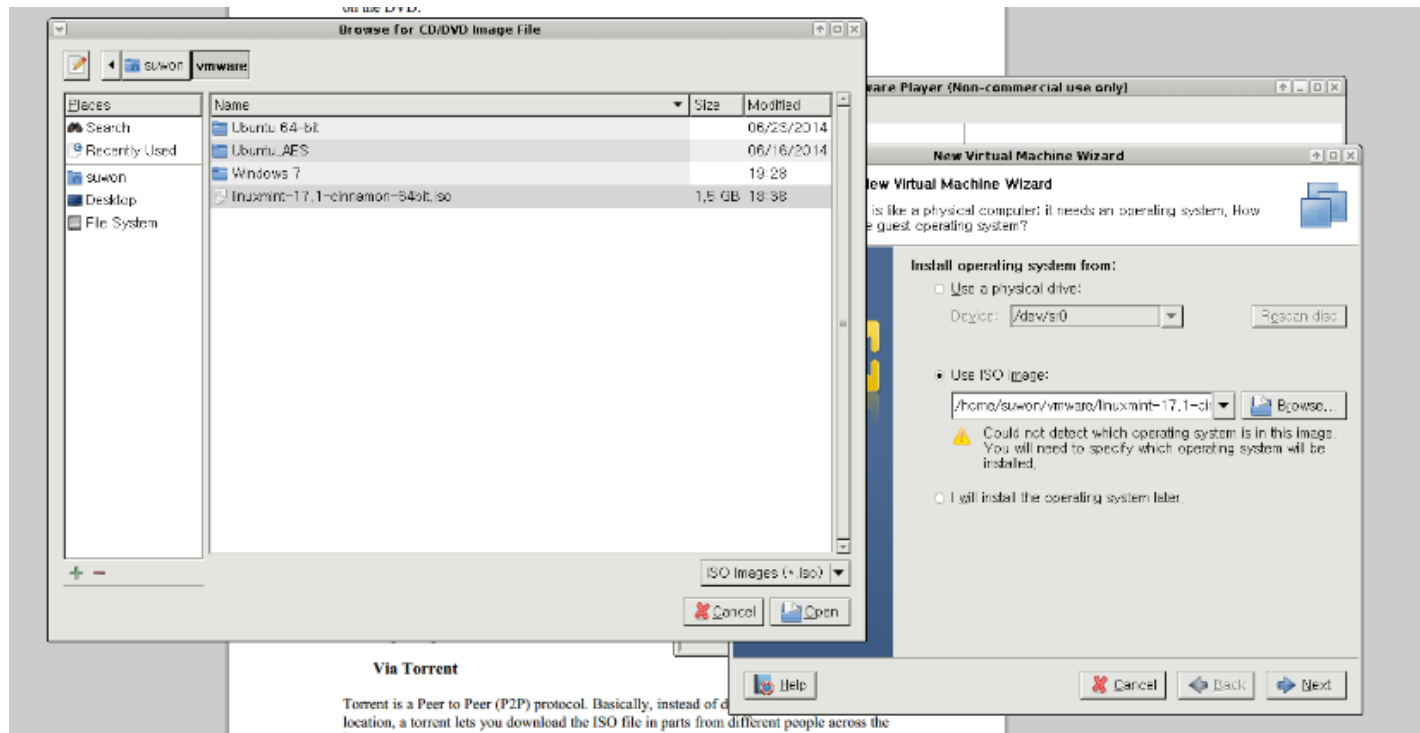 on the DVD.
Browse for CD/DVD Image File
suwon vmware
Places
Search
Recently Used
suwon
Desktop
File System
Name Size Modified
Ubuntu 64-bit 06/23/2014
Ubuntu_AES 06/16/2014
Windows 7 19:28
linuxmint-17.1-cinnamon-64bit.iso 1,5 GB 18:38
ISO Images (*.iso)
Cancel Open
ware Player (Non-commercial use only)
New Virtual Machine Wizard
New Virtual Machine Wizard
is like a physical computer; it needs an operating system. How
guest operating system?
Install operating system from:
Use a physical drive:
Device: /dev/sr0 Rescan disc
Use ISO image:
/home/suwon/vmware/linuxmint-17.1-ci Browse...
Could not detect which operating system is in this image.
You will need to specify which operating system will be
installed.
I will install the operating system later.
Help Cancel Back Next
Via Torrent
Torrent is a Peer to Peer (P2P) protocol. Basically, instead of d
location, a torrent lets you download the ISO file in parts from different people across the